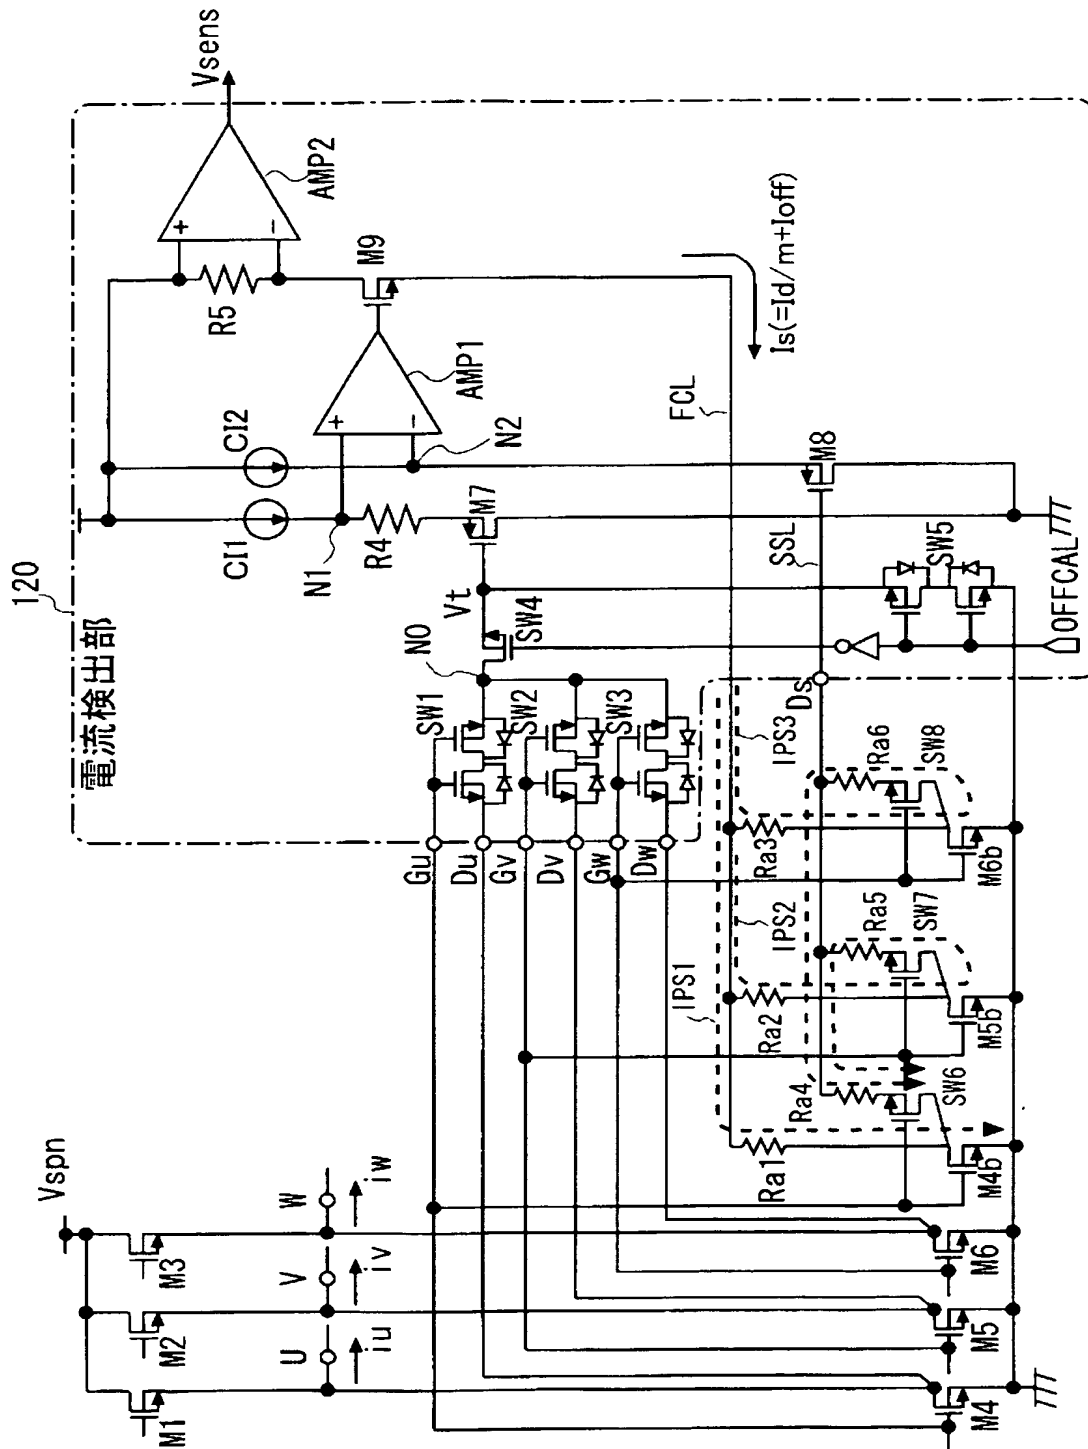 120
電流検出部
Vsens
AMP2
R5
M9
AMP1
CI2
CI1
N1
N2
R4
M7
M8
Is(=Id/m+Ioff)
FCL
SSL
Vt
N0
SW4
SW5
OFFCAL
SW1
SW2
SW3
Ds
Gu
Du
Gv
Dv
Gw
Dw
IPS3
IPS2
IPS1
Ra6
SW8
Ra3
M6b
Ra5
SW7
Ra2
M5b
Ra4
SW6
Ra1
M4b
Vspn
M3
M2
M1
W
V
U
iw
iv
iu
M6
M5
M4
+
-
+
-